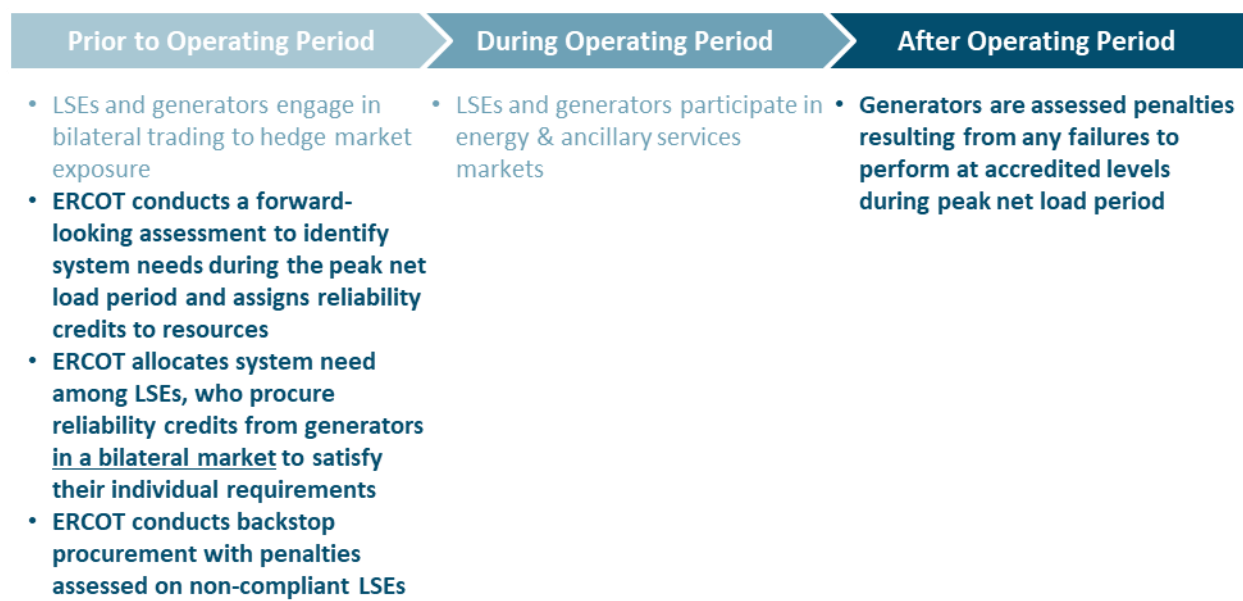 Prior to Operating Period
During Operating Period
After Operating Period
• LSEs and generators engage in
bilateral trading to hedge market
exposure
• ERCOT conducts a forward-
looking assessment to identify
system needs during the peak net
load period and assigns reliability
credits to resources
• ERCOT allocates system need
among LSEs, who procure
reliability credits from generators
in a bilateral market to satisfy
their individual requirements
• ERCOT conducts backstop
procurement with penalties
assessed on non-compliant LSEs
• LSEs and generators participate in
energy & ancillary services
markets
• Generators are assessed penalties
resulting from any failures to
perform at accredited levels
during peak net load period